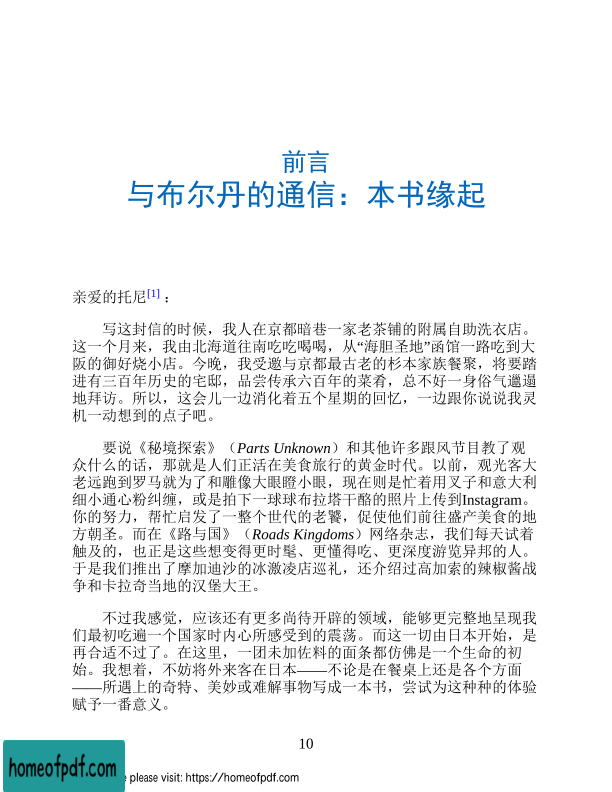 前言
与布尔丹的通信：本书缘起
亲爱的托尼[1]：
写这封信的时候，我人在京都暗巷一家老茶铺的附属自助洗衣店。
这一个月来，我由北海道往南吃吃喝喝，从“海胆圣地”函馆一路吃到大
阪的御好烧小店。今晚，我受邀与京都最古老的杉本家族餐聚，将要踏
进有三百年历史的宅邸，品尝传承六百年的菜肴，总不好一身俗气邋遢
地拜访。所以，这会儿一边消化着五个星期的回忆，一边跟你说说我灵
机一动想到的点子吧。
要说《秘境探索》（Parts Unknown）和其他许多跟风节目教了观
众什么的话，那就是人们正活在美食旅行的黄金时代。以前，观光客大
老远跑到罗马就为了和雕像大眼瞪小眼，现在则是忙着用叉子和意大利
细小通心粉纠缠，或是拍下一球球布拉塔干酪的照片上传到Instagram。
你的努力，帮忙启发了一整个世代的老饕，促使他们前往盛产美食的地
方朝圣。而在《路与国》（Roads Kingdoms）网络杂志，我们每天试着
触及的，也正是这些想变得更时髦、更懂得吃、更深度游览异邦的人。
于是我们推出了摩加迪沙的冰激凌店巡礼，还介绍过高加索的辣椒酱战
争和卡拉奇当地的汉堡大王。
不过我感觉，应该还有更多尚待开辟的领域，能够更完整地呈现我
们最初吃遍一个国家时内心所感受到的震荡。而这一切由日本开始，是
再合适不过了。在这里，一团未加佐料的面条都仿佛是一个生命的初
始。我想着，不妨将外来客在日本——不论是在餐桌上还是各个方面
——所遇上的奇特、美妙或难解事物写成一本书，尝试为这种种的体验
赋予一番意义。
10
homeofpdf.com
please visit: https://homeofpdf.com